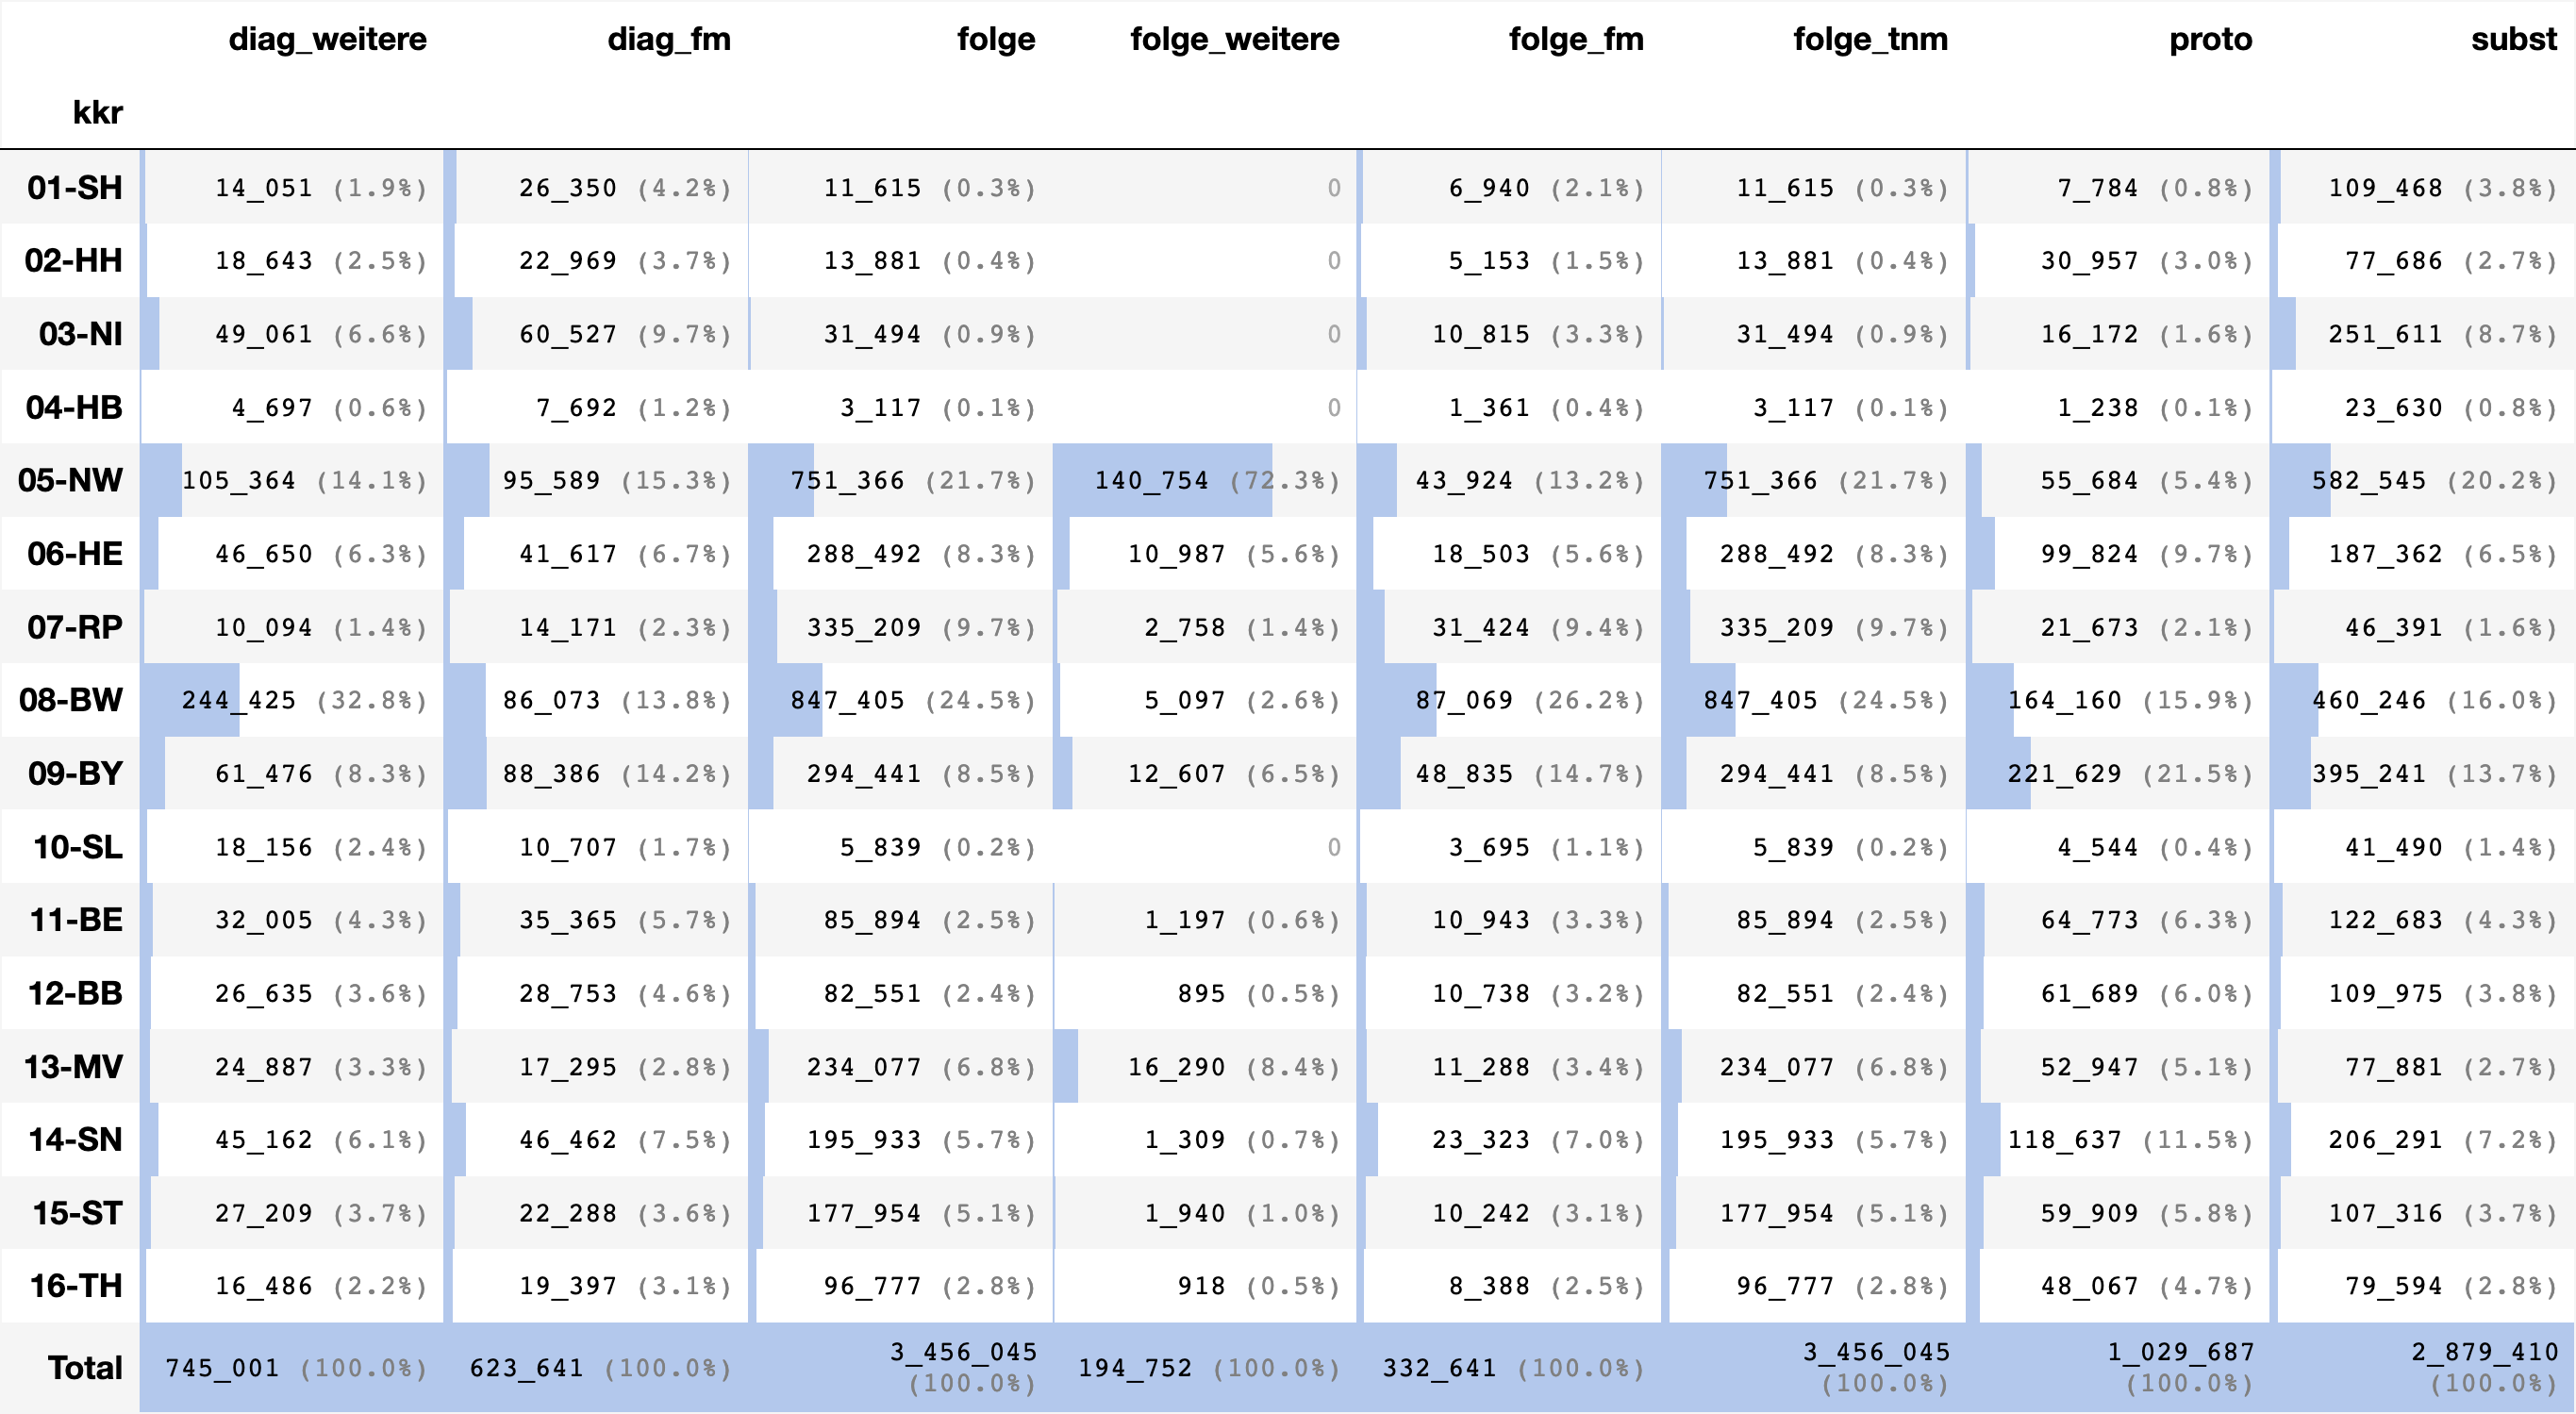 diag_weitere diag_fm folge folge_weitere folge_fm folge_tnm proto subst
kkr
01-SH 14_051 (1.9%) 26_350 (4.2%) 11_615 (0.3%) 0 6_940 (2.1%) 11_615 (0.3%) 7_784 (0.8%) 109_468 (3.8%)
02-HH 18_643 (2.5%) 22_969 (3.7%) 13_881 (0.4%) 0 5_153 (1.5%) 13_881 (0.4%) 30_957 (3.0%) 77_686 (2.7%)
03-NI 49_061 (6.6%) 60_527 (9.7%) 31_494 (0.9%) 0 10_815 (3.3%) 31_494 (0.9%) 16_172 (1.6%) 251_611 (8.7%)
04-HB 4_697 (0.6%) 7_692 (1.2%) 3_117 (0.1%) 0 1_361 (0.4%) 3_117 (0.1%) 1_238 (0.1%) 23_630 (0.8%)
05-NW 105_364 (14.1%) 95_589 (15.3%) 751_366 (21.7%) 140_754 (72.3%) 43_924 (13.2%) 751_366 (21.7%) 55_684 (5.4%) 582_545 (20.2%)
06-HE 46_650 (6.3%) 41_617 (6.7%) 288_492 (8.3%) 10_987 (5.6%) 18_503 (5.6%) 288_492 (8.3%) 99_824 (9.7%) 187_362 (6.5%)
07-RP 10_094 (1.4%) 14_171 (2.3%) 335_209 (9.7%) 2_758 (1.4%) 31_424 (9.4%) 335_209 (9.7%) 21_673 (2.1%) 46_391 (1.6%)
08-BW 244_425 (32.8%) 86_073 (13.8%) 847_405 (24.5%) 5_097 (2.6%) 87_069 (26.2%) 847_405 (24.5%) 164_160 (15.9%) 460_246 (16.0%)
09-BY 61_476 (8.3%) 88_386 (14.2%) 294_441 (8.5%) 12_607 (6.5%) 48_835 (14.7%) 294_441 (8.5%) 221_629 (21.5%) 395_241 (13.7%)
10-SL 18_156 (2.4%) 10_707 (1.7%) 5_839 (0.2%) 0 3_695 (1.1%) 5_839 (0.2%) 4_544 (0.4%) 41_490 (1.4%)
11-BE 32_005 (4.3%) 35_365 (5.7%) 85_894 (2.5%) 1_197 (0.6%) 10_943 (3.3%) 85_894 (2.5%) 64_773 (6.3%) 122_683 (4.3%)
12-BB 26_635 (3.6%) 28_753 (4.6%) 82_551 (2.4%) 895 (0.5%) 10_738 (3.2%) 82_551 (2.4%) 61_689 (6.0%) 109_975 (3.8%)
13-MV 24_887 (3.3%) 17_295 (2.8%) 234_077 (6.8%) 16_290 (8.4%) 11_288 (3.4%) 234_077 (6.8%) 52_947 (5.1%) 77_881 (2.7%)
14-SN 45_162 (6.1%) 46_462 (7.5%) 195_933 (5.7%) 1_309 (0.7%) 23_323 (7.0%) 195_933 (5.7%) 118_637 (11.5%) 206_291 (7.2%)
15-ST 27_209 (3.7%) 22_288 (3.6%) 177_954 (5.1%) 1_940 (1.0%) 10_242 (3.1%) 177_954 (5.1%) 59_909 (5.8%) 107_316 (3.7%)
16-TH 16_486 (2.2%) 19_397 (3.1%) 96_777 (2.8%) 918 (0.5%) 8_388 (2.5%) 96_777 (2.8%) 48_067 (4.7%) 79_594 (2.8%)
Total 745_001 (100.0%) 623_641 (100.0%) 3_456_045 (100.0%) 194_752 (100.0%) 332_641 (100.0%) 3_456_045 (100.0%) 1_029_687 (100.0%) 2_879_410 (100.0%)